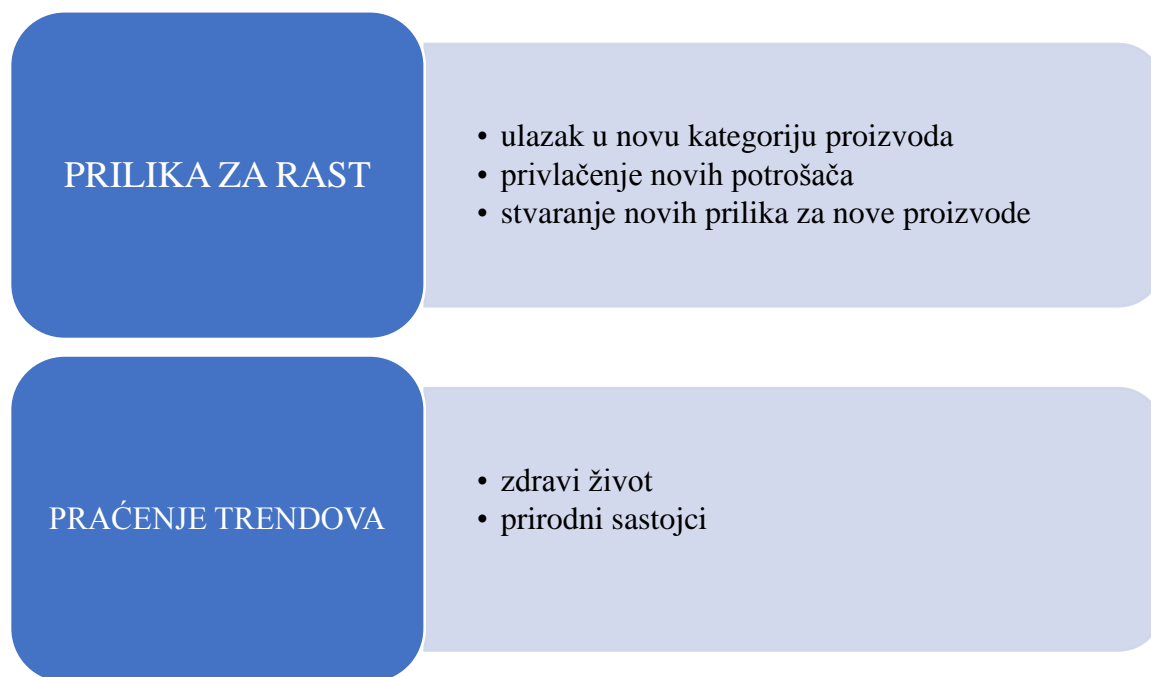 PRILIKA ZA RAST
• ulazak u novu kategoriju proizvoda
• privlačenje novih potrošača
• stvaranje novih prilika za nove proizvode
PRAĆENJE TRENDOVA
• zdravi život
• prirodni sastojci